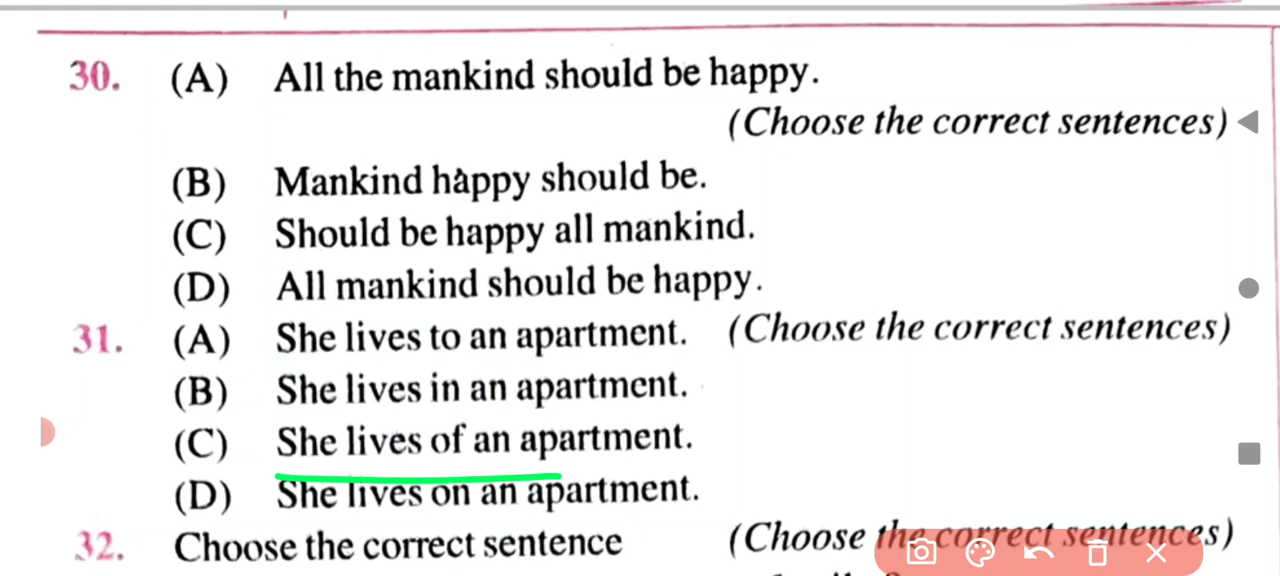 30. (A) All the mankind should be happy.
(Choose the correct sentences)
(B) Mankind happy should be.
(C) Should be happy all mankind.
(D) All mankind should be happy.
31. (A) She lives to an apartment. (Choose the correct sentences)
(B) She lives in an apartment.
(C) She lives of an apartment.
(D) She lives on an apartment.
32. Choose the correct sentence (Choose the correct sentences)